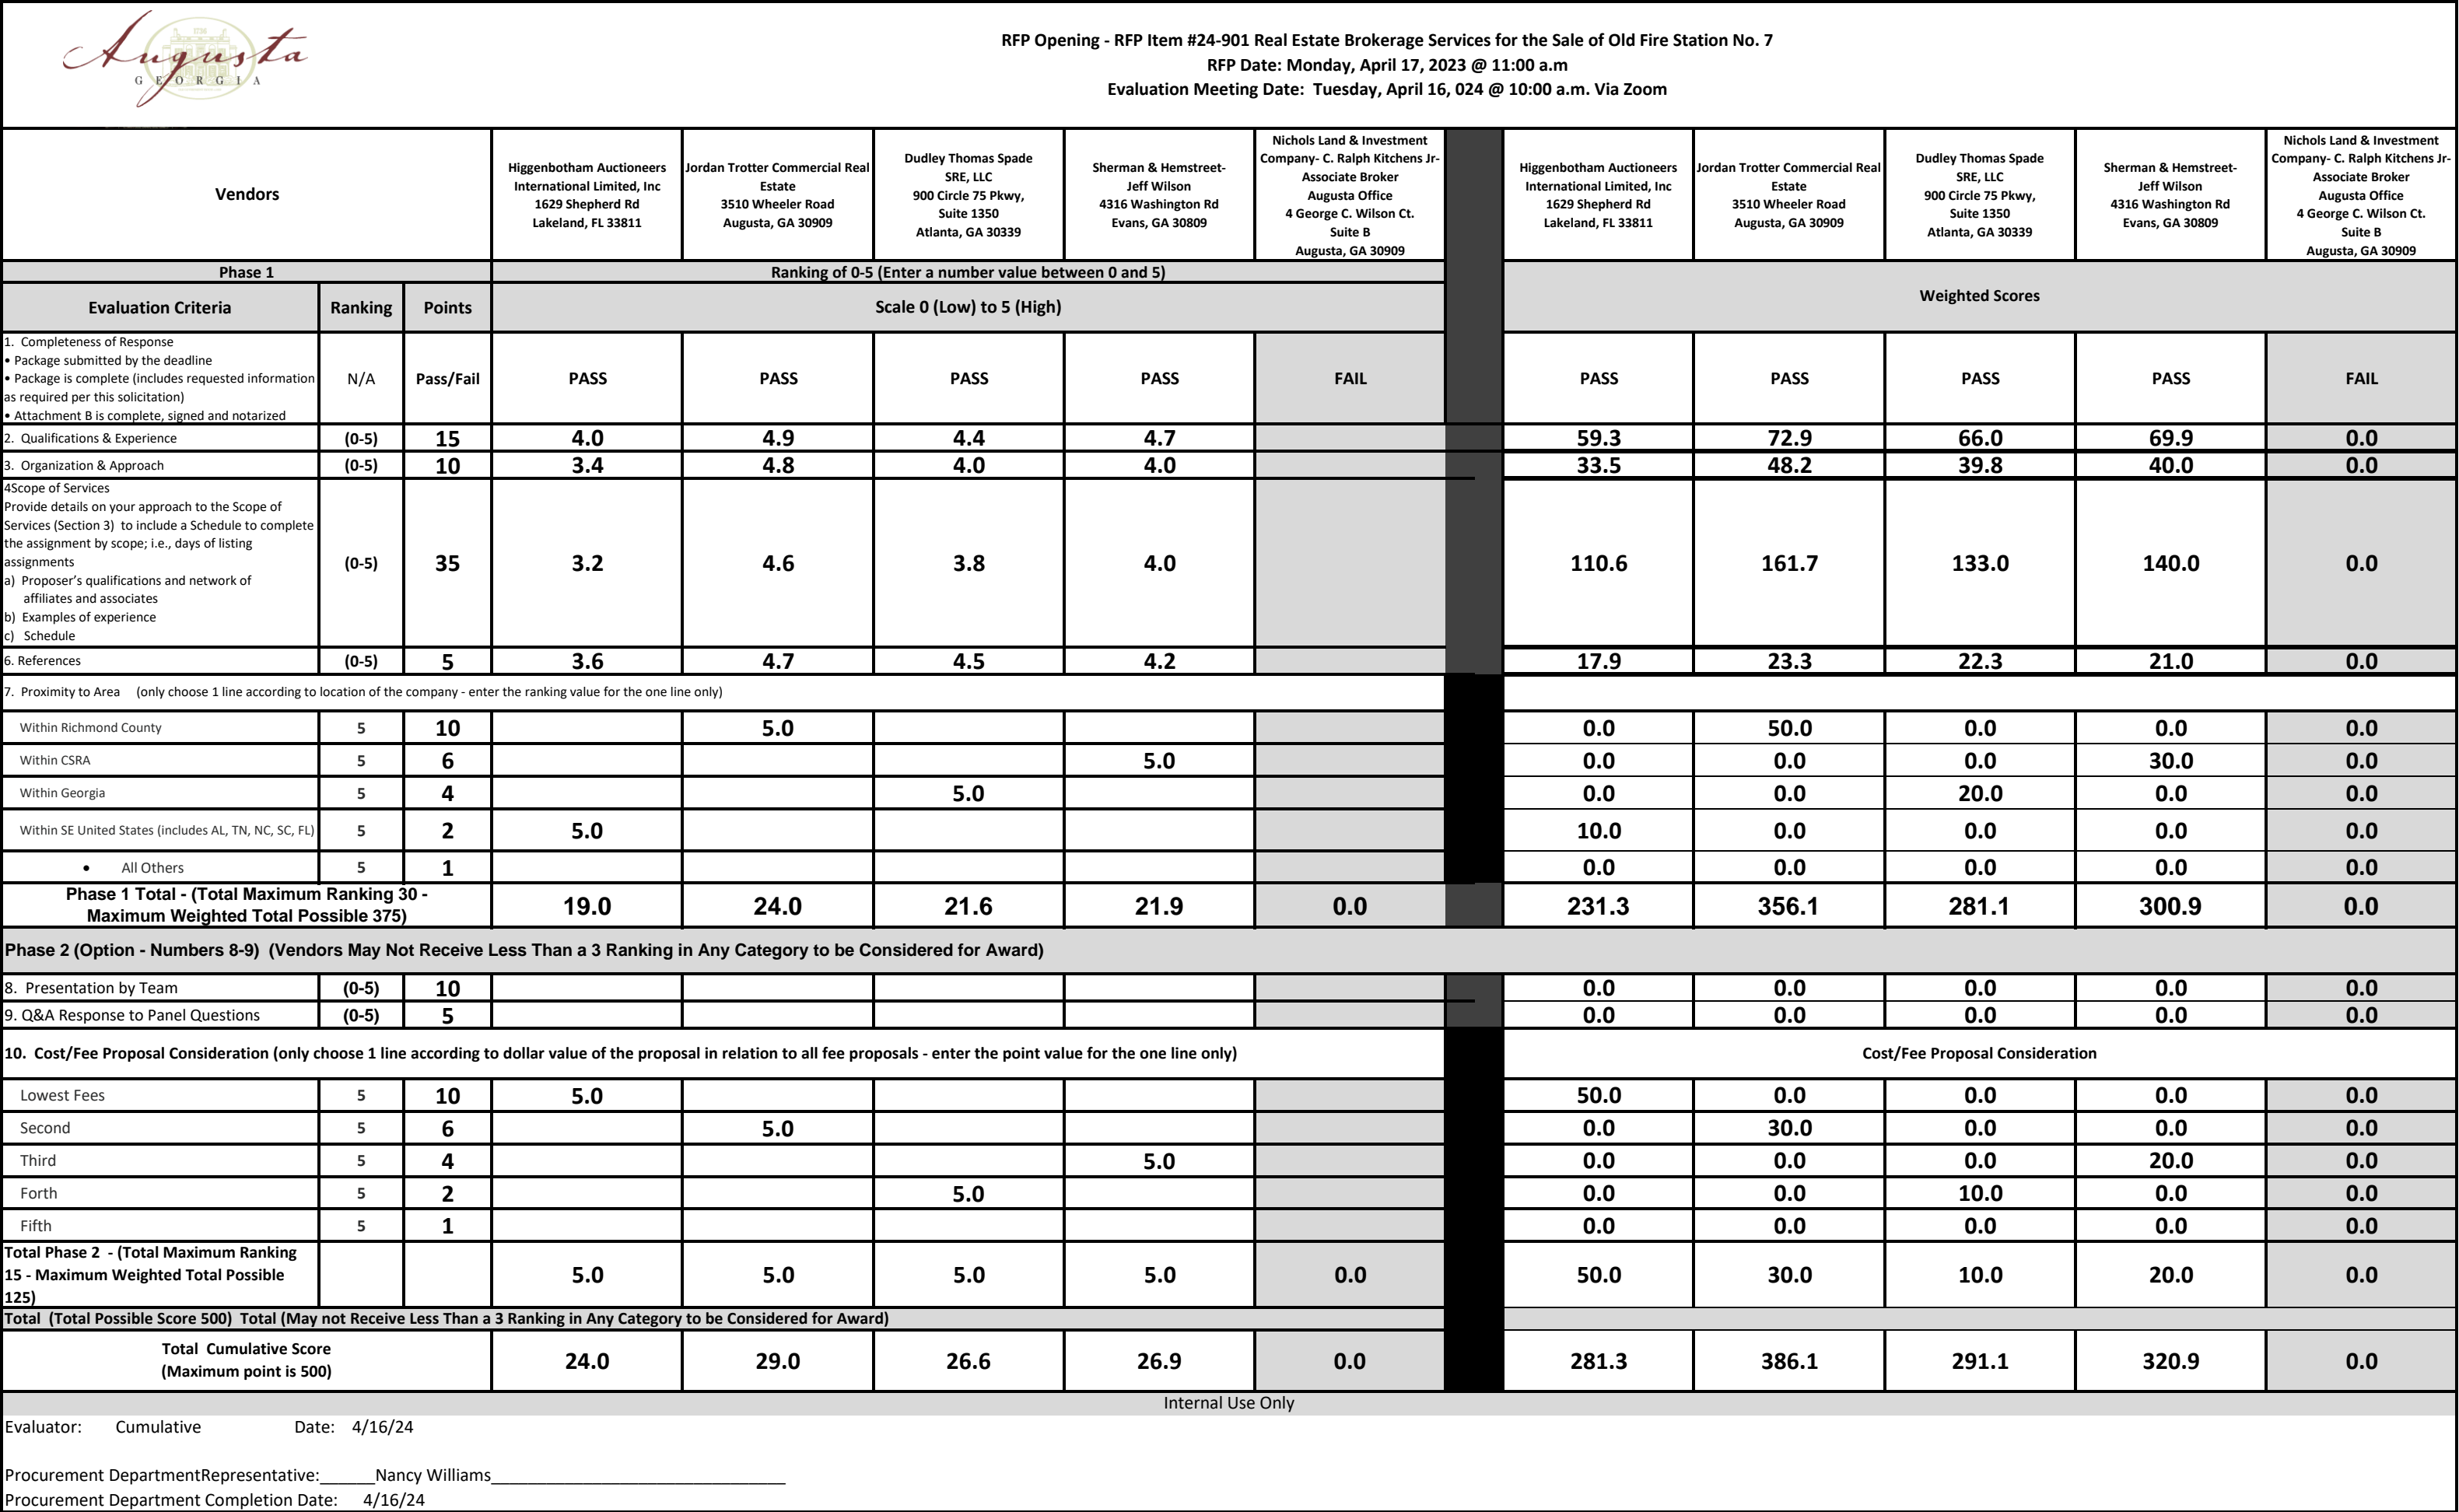 Augusta
GEORGIA
RFP Opening - RFP Item #24-901 Real Estate Brokerage Services for the Sale of Old Fire Station No. 7
RFP Date: Monday, April 17, 2023 @ 11:00 a.m
Evaluation Meeting Date:  Tuesday, April 16, 024 @ 10:00 a.m. Via Zoom
Vendors
Higgenbotham Auctioneers
International Limited, Inc
1629 Shepherd Rd
Lakeland, FL 33811
Jordan Trotter Commercial Real
Estate
3510 Wheeler Road
Augusta, GA 30909
Dudley Thomas Spade
SRE, LLC
900 Circle 75 Pkwy,
Suite 1350
Atlanta, GA 30339
Sherman & Hemstreet-
Jeff Wilson
4316 Washington Rd
Evans, GA 30809
Nichols Land & Investment
Company- C. Ralph Kitchens Jr-
Associate Broker
Augusta Office
4 George C. Wilson Ct.
Suite B
Augusta, GA 30909
Higgenbotham Auctioneers
International Limited, Inc
1629 Shepherd Rd
Lakeland, FL 33811
Jordan Trotter Commercial Real
Estate
3510 Wheeler Road
Augusta, GA 30909
Dudley Thomas Spade
SRE, LLC
900 Circle 75 Pkwy,
Suite 1350
Atlanta, GA 30339
Sherman & Hemstreet-
Jeff Wilson
4316 Washington Rd
Evans, GA 30809
Nichols Land & Investment
Company- C. Ralph Kitchens Jr-
Associate Broker
Augusta Office
4 George C. Wilson Ct.
Suite B
Augusta, GA 30909
Phase 1 Ranking of 0-5 (Enter a number value between 0 and 5)
Evaluation Criteria Ranking Points Scale 0 (Low) to 5 (High) Weighted Scores
1.  Completeness of Response
• Package submitted by the deadline
• Package is complete (includes requested information
as required per this solicitation)
• Attachment B is complete, signed and notarized
N/A Pass/Fail PASS PASS PASS PASS FAIL PASS PASS PASS PASS FAIL
2.  Qualifications & Experience (0-5) 15 4.0 4.9 4.4 4.7 59.3 72.9 66.0 69.9 0.0
3.  Organization & Approach (0-5) 10 3.4 4.8 4.0 4.0 33.5 48.2 39.8 40.0 0.0
4Scope of Services
Provide details on your approach to the Scope of
Services (Section 3)  to include a Schedule to complete
the assignment by scope; i.e., days of listing
assignments
a)  Proposer's qualifications and network of
affiliates and associates
b)  Examples of experience
c)   Schedule
(0-5) 35 3.2 4.6 3.8 4.0 110.6 161.7 133.0 140.0 0.0
6. References (0-5) 5 3.6 4.7 4.5 4.2 17.9 23.3 22.3 21.0 0.0
7.  Proximity to Area    (only choose 1 line according to location of the company - enter the ranking value for the one line only)
Within Richmond County 5 10 5.0 0.0 50.0 0.0 0.0 0.0
Within CSRA 5 6 5.0 0.0 0.0 0.0 30.0 0.0
Within Georgia 5 4 5.0 0.0 0.0 20.0 0.0 0.0
Within SE United States (includes AL, TN, NC, SC, FL) 5 2 5.0 10.0 0.0 0.0 0.0 0.0
• All Others 5 1 0.0 0.0 0.0 0.0 0.0
Phase 1 Total - (Total Maximum Ranking 30 -
Maximum Weighted Total Possible 375)
19.0 24.0 21.6 21.9 0.0 231.3 356.1 281.1 300.9 0.0
Phase 2 (Option - Numbers 8-9)  (Vendors May Not Receive Less Than a 3 Ranking in Any Category to be Considered for Award)
8.  Presentation by Team (0-5) 10 0.0 0.0 0.0 0.0 0.0
9. Q&A Response to Panel Questions (0-5) 5 0.0 0.0 0.0 0.0 0.0
10.  Cost/Fee Proposal Consideration (only choose 1 line according to dollar value of the proposal in relation to all fee proposals - enter the point value for the one line only) Cost/Fee Proposal Consideration
Lowest Fees 5 10 5.0 50.0 0.0 0.0 0.0 0.0
Second 5 6 5.0 0.0 30.0 0.0 0.0 0.0
Third 5 4 5.0 0.0 0.0 0.0 20.0 0.0
Forth 5 2 5.0 0.0 0.0 10.0 0.0 0.0
Fifth 5 1 0.0 0.0 0.0 0.0 0.0
Total Phase 2  - (Total Maximum Ranking
15 - Maximum Weighted Total Possible
125)
5.0 5.0 5.0 5.0 0.0 50.0 30.0 10.0 20.0 0.0
Total  (Total Possible Score 500)  Total (May not Receive Less Than a 3 Ranking in Any Category to be Considered for Award)
Total  Cumulative Score
(Maximum point is 500)
24.0 29.0 26.6 26.9 0.0 281.3 386.1 291.1 320.9 0.0
Internal Use Only
Evaluator: Cumulative Date: 4/16/24
Procurement DepartmentRepresentative:______Nancy Williams________________________________
Procurement Department Completion Date: 4/16/24